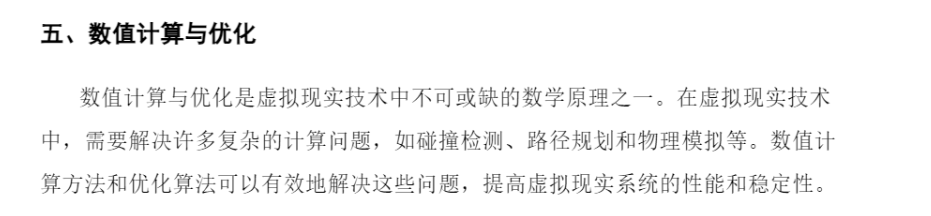 五、数值计算与优化
数值计算与优化是虚拟现实技术中不可或缺的数学原理之一。在虚拟现实技术
中，需要解决许多复杂的计算问题，如碰撞检测、路径规划和物理模拟等。数值计
算方法和优化算法可以有效地解决这些问题，提高虚拟现实系统的性能和稳定性。